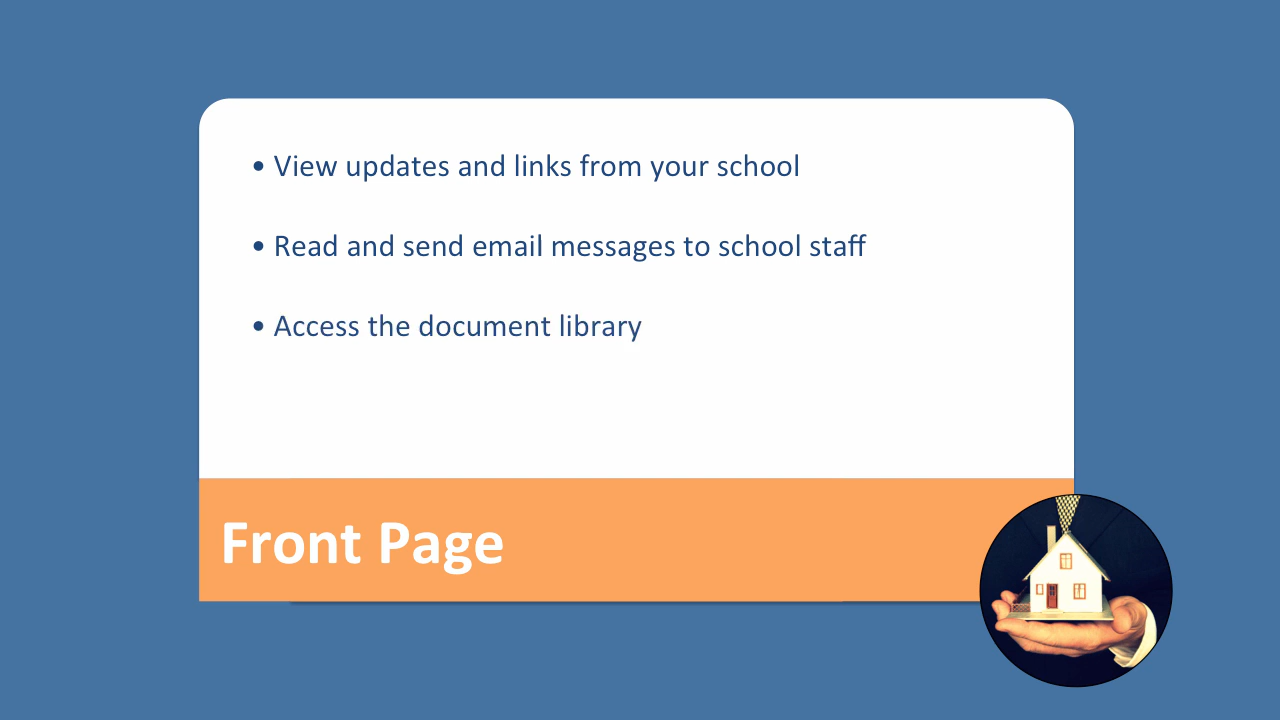 • View updates and links from your school
• Read and send email messages to school staff
• Access the document library
Front Page